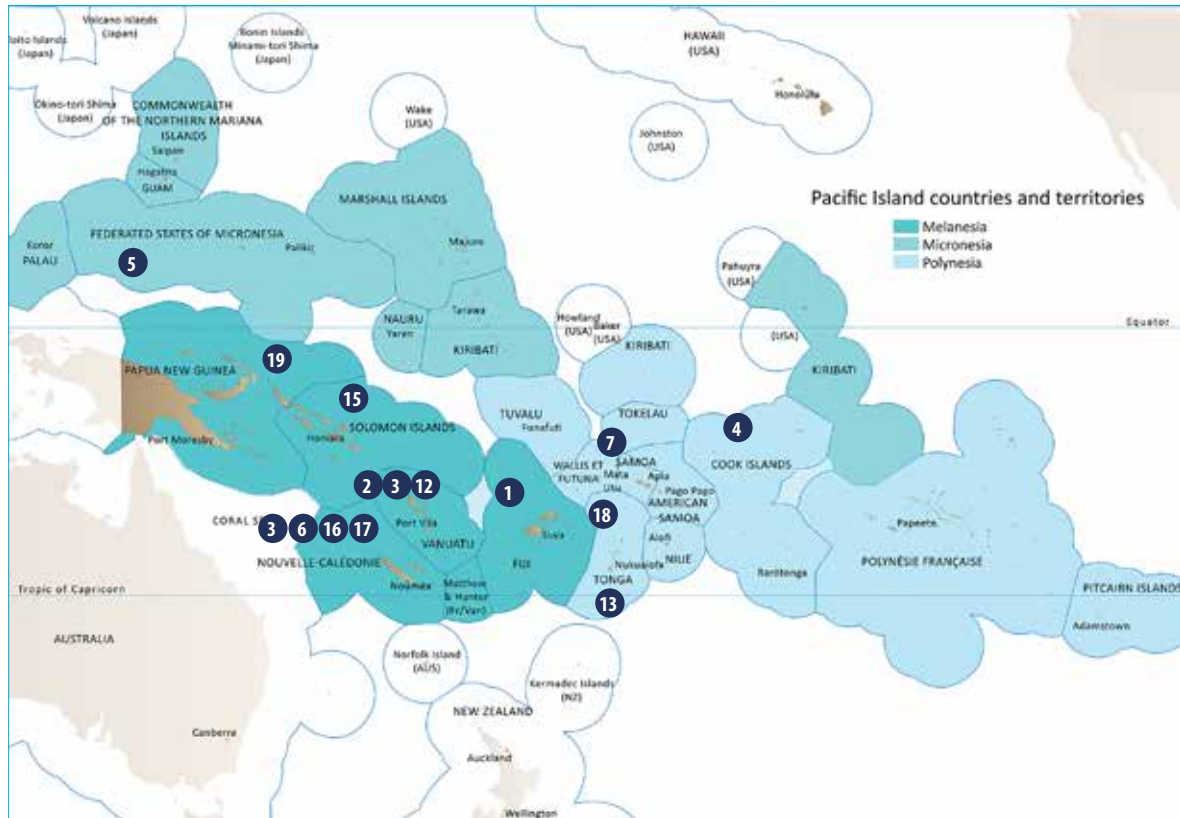 Volcano Islands
(Japan)
Daito Islands
(Japan)
Bonin Islands
Minami-tori Shima
(Japan)
HAWAII
(USA)
Honolulu
Okino-tori Shima
(Japan)
COMMONWEALTH
OF THE NORTHERN MARIANA
ISLANDS
Saipan
Wake
(USA)
Johnston
(USA)
Hagatna
GUAM
Pacific Island countries and territories
Melanesia
Micronesia
Polynesia
MARSHALL ISLANDS
Majuro
FEDERATED STATES OF MICRONESIA
Palikir
Koror
PALAU
5
Pahuyra
(USA)
Howland
(USA)
Baker
(USA)
(USA)
Equator
Tarawa
NAURU
Yaren
KIRIBATI
KIRIBATI
KIRIBATI
19
PAPUA NEW GUINEA
15
TUVALU
Funafuti
TOKELAU
4
Port Moresby
Honiara
SOLOMON ISLANDS
7
WALLIS ET
FUTUNA
Mata
Utu
SAMOA
Apia
COOK ISLANDS
Pago Pago
AMERICAN
SAMOA
2 3 12
1
18
CORAL SE
3 6 16 17
Port Vila
VANUATU
Suva
FIJI
Alofi
NIUE
Papeete
POLYNÉSIE FRANÇAISE
NOUVELLE-CALÉDONIE
Nouméa
Matthew
& Hunter
(Fr/Van)
Nukualofa
TONGA
13
Rarotonga
Tropic of Capricorn
PITCAIRN ISLANDS
Adamstown
AUSTRALIA
Norfolk Island
(AUS)
Kermadec Islands
(NZ)
NEW ZEALAND
Canberra
Auckland
Wellington